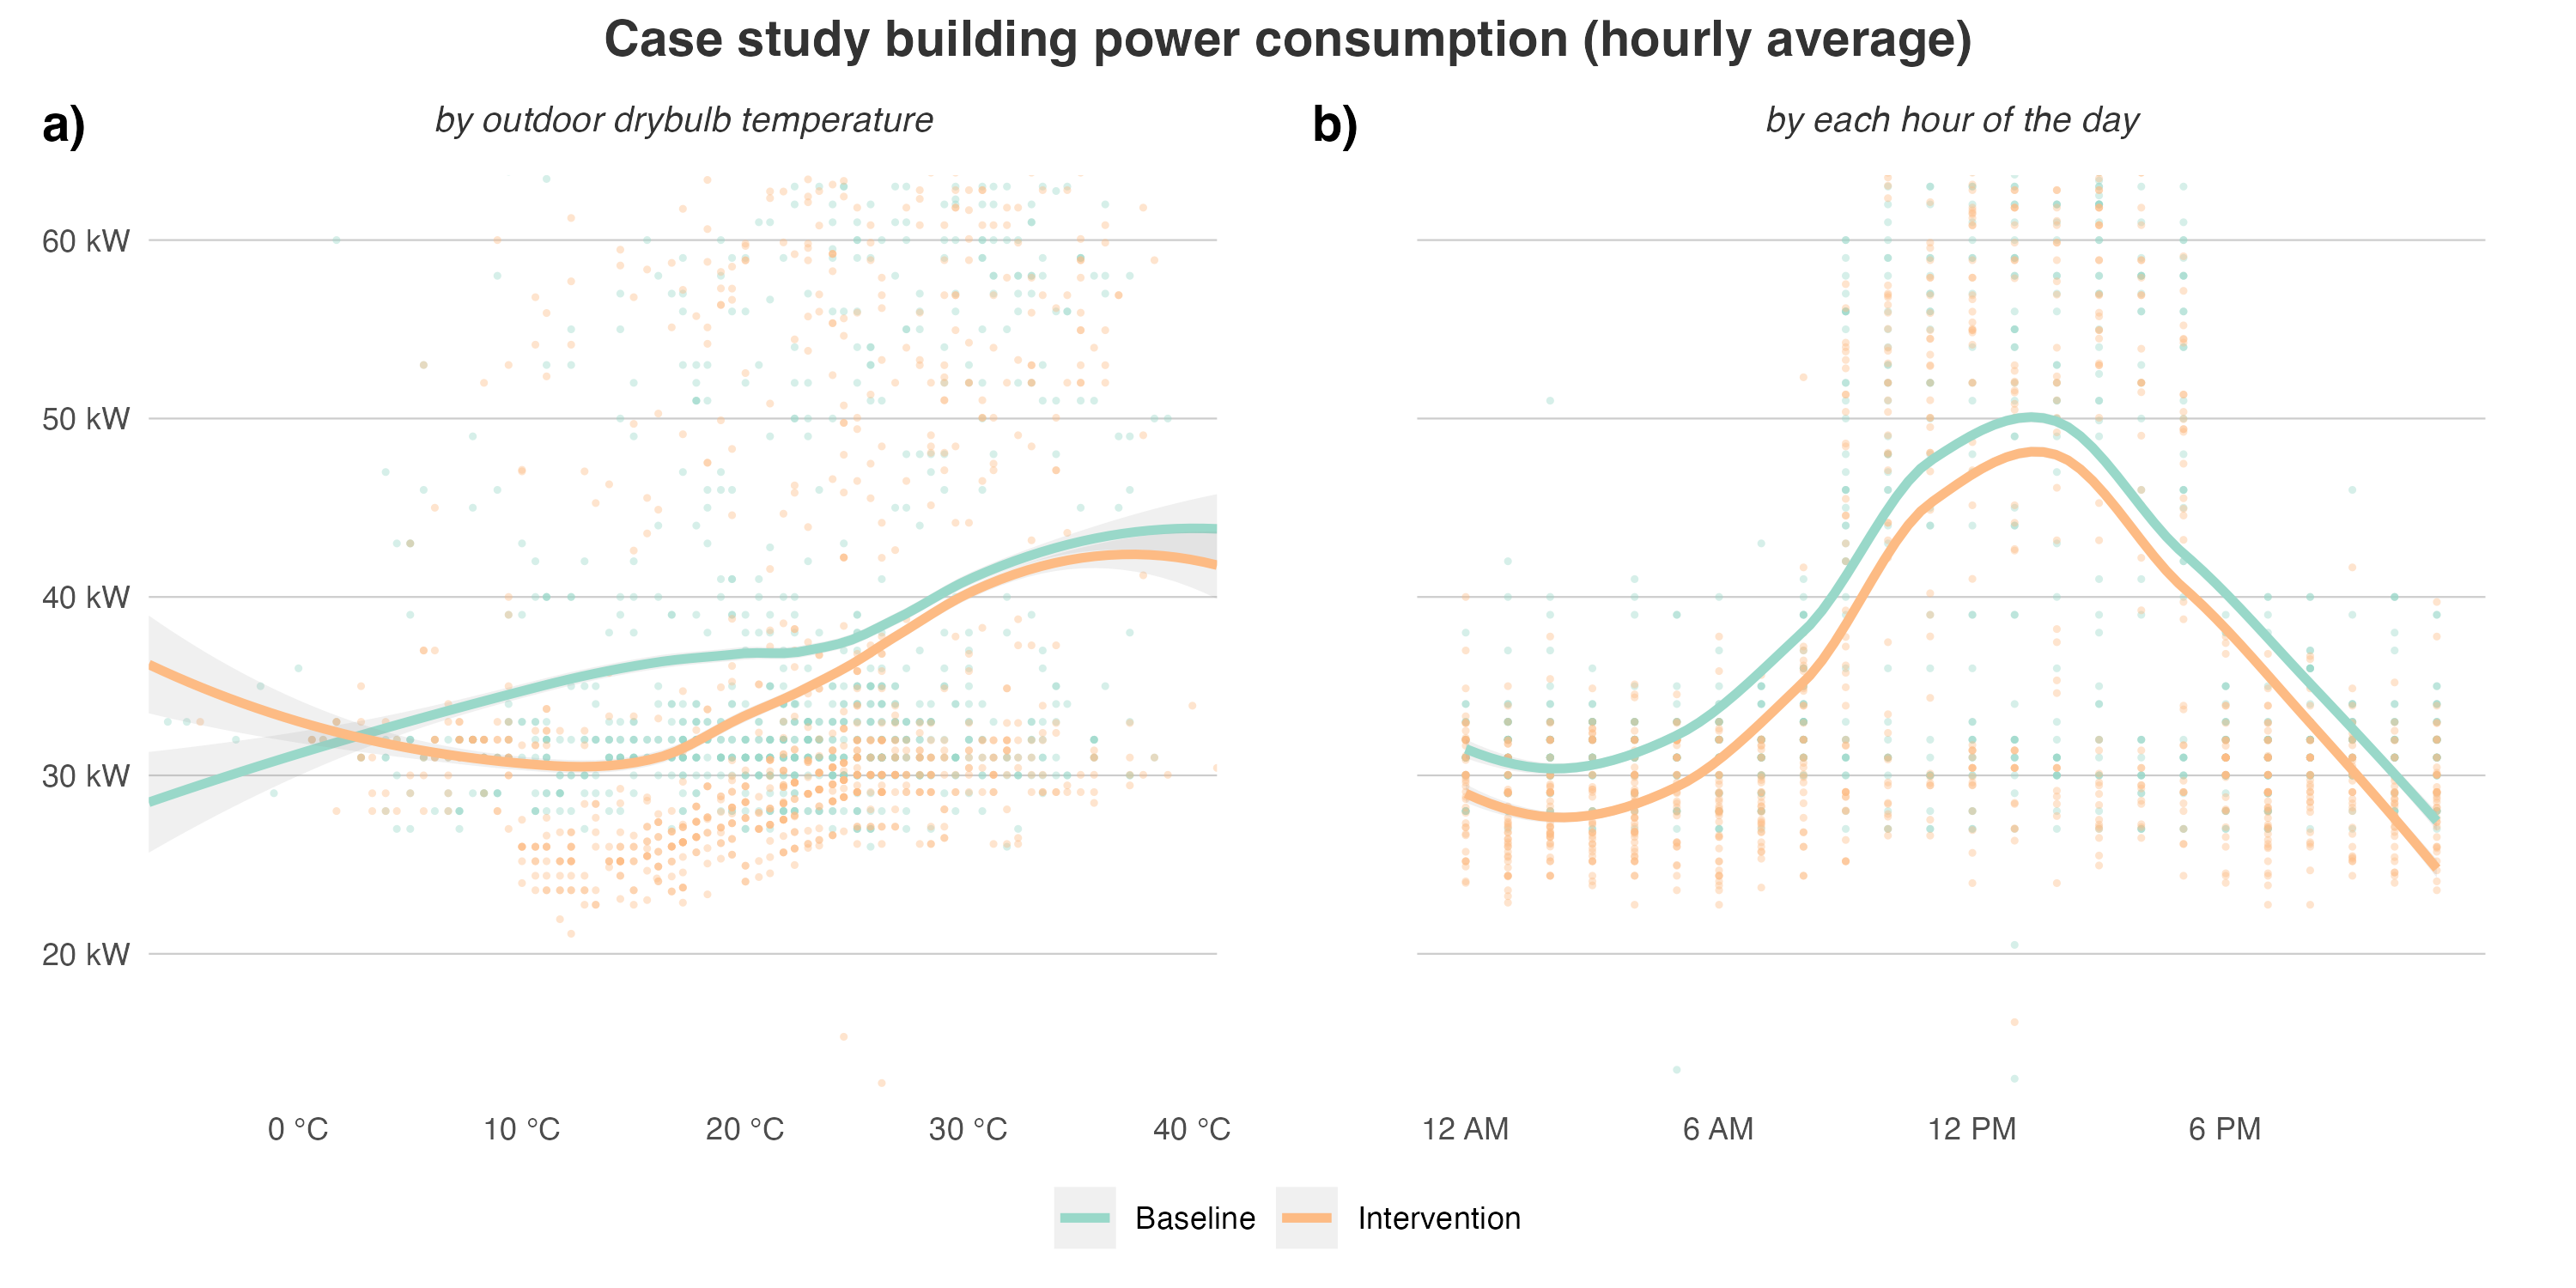 Case study building power consumption (hourly average)
a)
by outdoor drybulb temperature
b)
by each hour of the day
60 kW
50 kW
40 kW
30 kW
20 kW
0 °C 10 °C 20 °C 30 °C 40 °C
12 AM 6 AM 12 PM 6 PM
Baseline Intervention